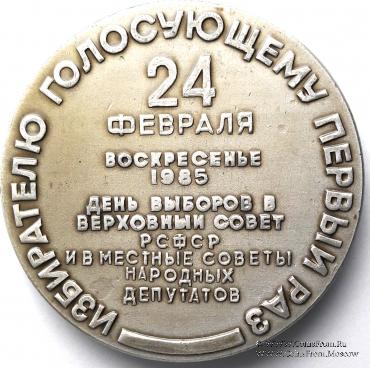 ИЗБИРАТЕЛЮ ГОЛОСУЮЩЕМУ ПЕРВЫЙ РАЗ
24
ФЕВРАЛЯ
ВОСКРЕСЕНЬЕ
1985
ДЕНЬ ВЫБОРОВ В
ВЕРХОВНЫЙ СОВЕТ
РСФСР
И В МЕСТНЫЕ СОВЕТЫ
НАРОДНЫХ
ДЕПУТАТОВ